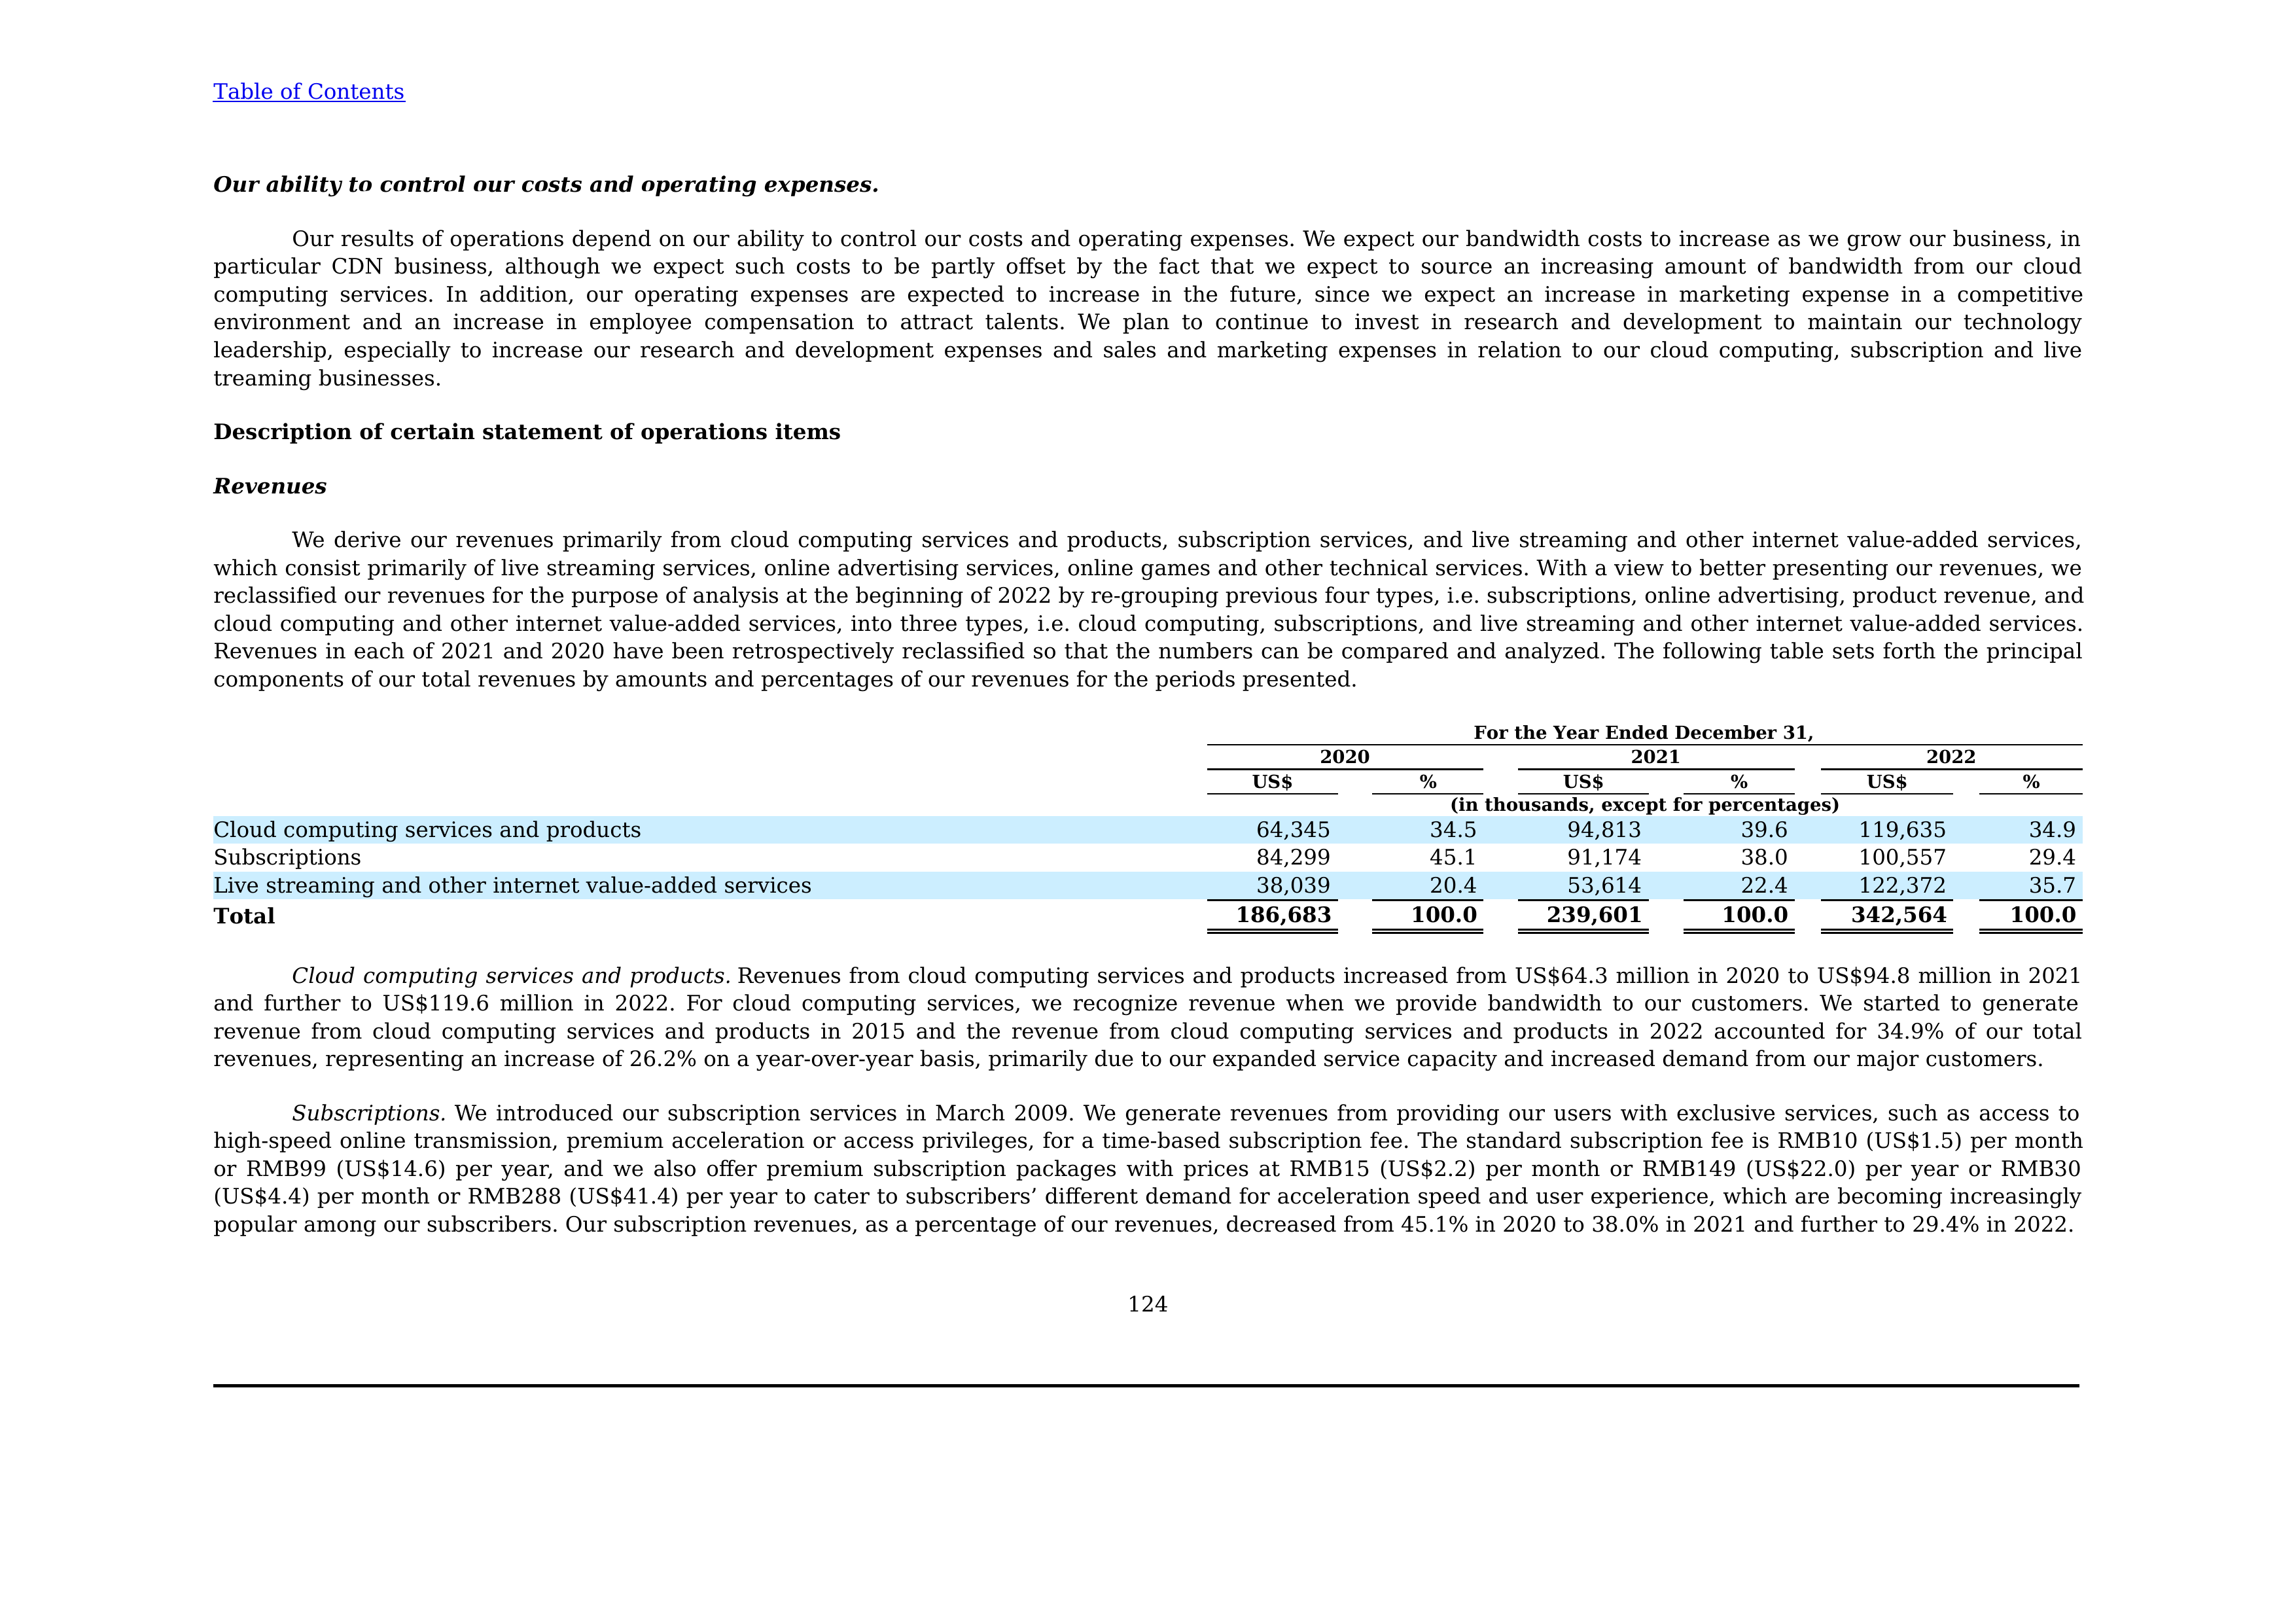 Table of Contents
Our ability to control our costs and operating expenses.
Our results of operations depend on our ability to control our costs and operating expenses. We expect our bandwidth costs to increase as we grow our business, in
particular CDN business, although we expect such costs to be partly offset by the fact that we expect to source an increasing amount of bandwidth from our cloud
computing services. In addition, our operating expenses are expected to increase in the future, since we expect an increase in marketing expense in a competitive
environment and an increase in employee compensation to attract talents. We plan to continue to invest in research and development to maintain our technology
leadership, especially to increase our research and development expenses and sales and marketing expenses in relation to our cloud computing, subscription and live
treaming businesses.
Description of certain statement of operations items
Revenues
We derive our revenues primarily from cloud computing services and products, subscription services, and live streaming and other internet value-added services,
which consist primarily of live streaming services, online advertising services, online games and other technical services. With a view to better presenting our revenues, we
reclassified our revenues for the purpose of analysis at the beginning of 2022 by re-grouping previous four types, i.e. subscriptions, online advertising, product revenue, and
cloud computing and other internet value-added services, into three types, i.e. cloud computing, subscriptions, and live streaming and other internet value-added services.
Revenues in each of 2021 and 2020 have been retrospectively reclassified so that the numbers can be compared and analyzed. The following table sets forth the principal
components of our total revenues by amounts and percentages of our revenues for the periods presented.
For the Year Ended December 31,
2020 2021 2022
US$ % US$ % US$ %
(in thousands, except for percentages)
Cloud computing services and products 64,345 34.5 94,813 39.6 119,635 34.9
Subscriptions 84,299 45.1 91,174 38.0 100,557 29.4
Live streaming and other internet value-added services 38,039 20.4 53,614 22.4 122,372 35.7
Total 186,683 100.0 239,601 100.0 342,564 100.0
Cloud computing services and products. Revenues from cloud computing services and products increased from US$64.3 million in 2020 to US$94.8 million in 2021
and further to US$119.6 million in 2022. For cloud computing services, we recognize revenue when we provide bandwidth to our customers. We started to generate
revenue from cloud computing services and products in 2015 and the revenue from cloud computing services and products in 2022 accounted for 34.9% of our total
revenues, representing an increase of 26.2% on a year-over-year basis, primarily due to our expanded service capacity and increased demand from our major customers.
Subscriptions. We introduced our subscription services in March 2009. We generate revenues from providing our users with exclusive services, such as access to
high-speed online transmission, premium acceleration or access privileges, for a time-based subscription fee. The standard subscription fee is RMB10 (US$1.5) per month
or RMB99 (US$14.6) per year, and we also offer premium subscription packages with prices at RMB15 (US$2.2) per month or RMB149 (US$22.0) per year or RMB30
(US$4.4) per month or RMB288 (US$41.4) per year to cater to subscribers’ different demand for acceleration speed and user experience, which are becoming increasingly
popular among our subscribers. Our subscription revenues, as a percentage of our revenues, decreased from 45.1% in 2020 to 38.0% in 2021 and further to 29.4% in 2022.
124